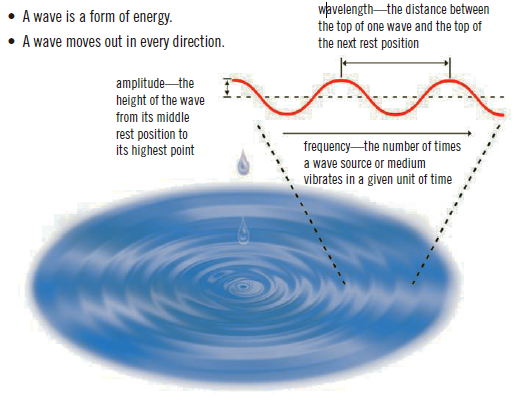 • A wave is a form of energy.
• A wave moves out in every direction.
wavelength—the distance between
the top of one wave and the top of
the next rest position
amplitude—the
height of the wave
from its middle
rest position to
its highest point
frequency—the number of times
a wave source or medium
vibrates in a given unit of time